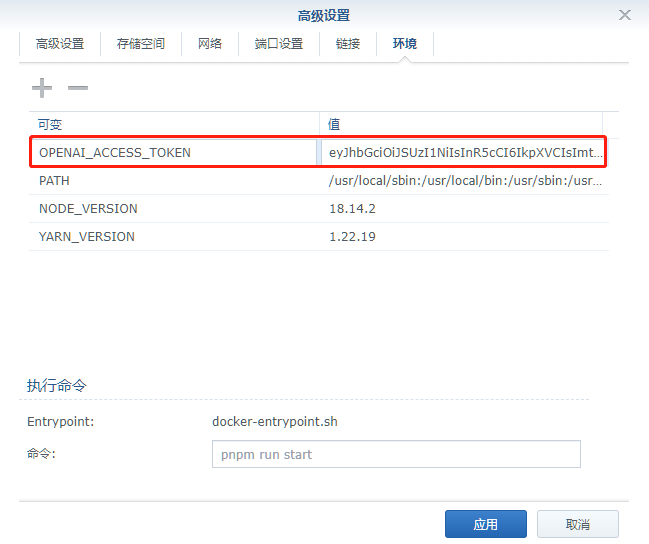 高级设置
高级设置 存储空间 网络 端口设置 链接 环境
可变 值
OPENAI_ACCESS_TOKEN eyJhbGciOiJSUzI1NiIsInR5cCI6IkpXVCIsImt...
PATH /usr/local/sbin:/usr/local/bin:/usr/sbin:/usr...
NODE_VERSION 18.14.2
YARN_VERSION 1.22.19
执行命令
Entrypoint: docker-entrypoint.sh
命令: pnpm run start
应用 取消